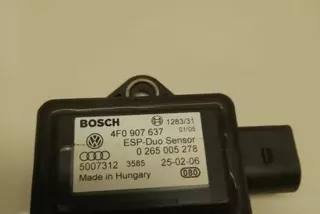 BOSCH 1283/31
4F0 907 637 01/05
ESP-Duo Sensor
0 265 005 278
5007312 3585 25-02-06
Made in Hungary 080